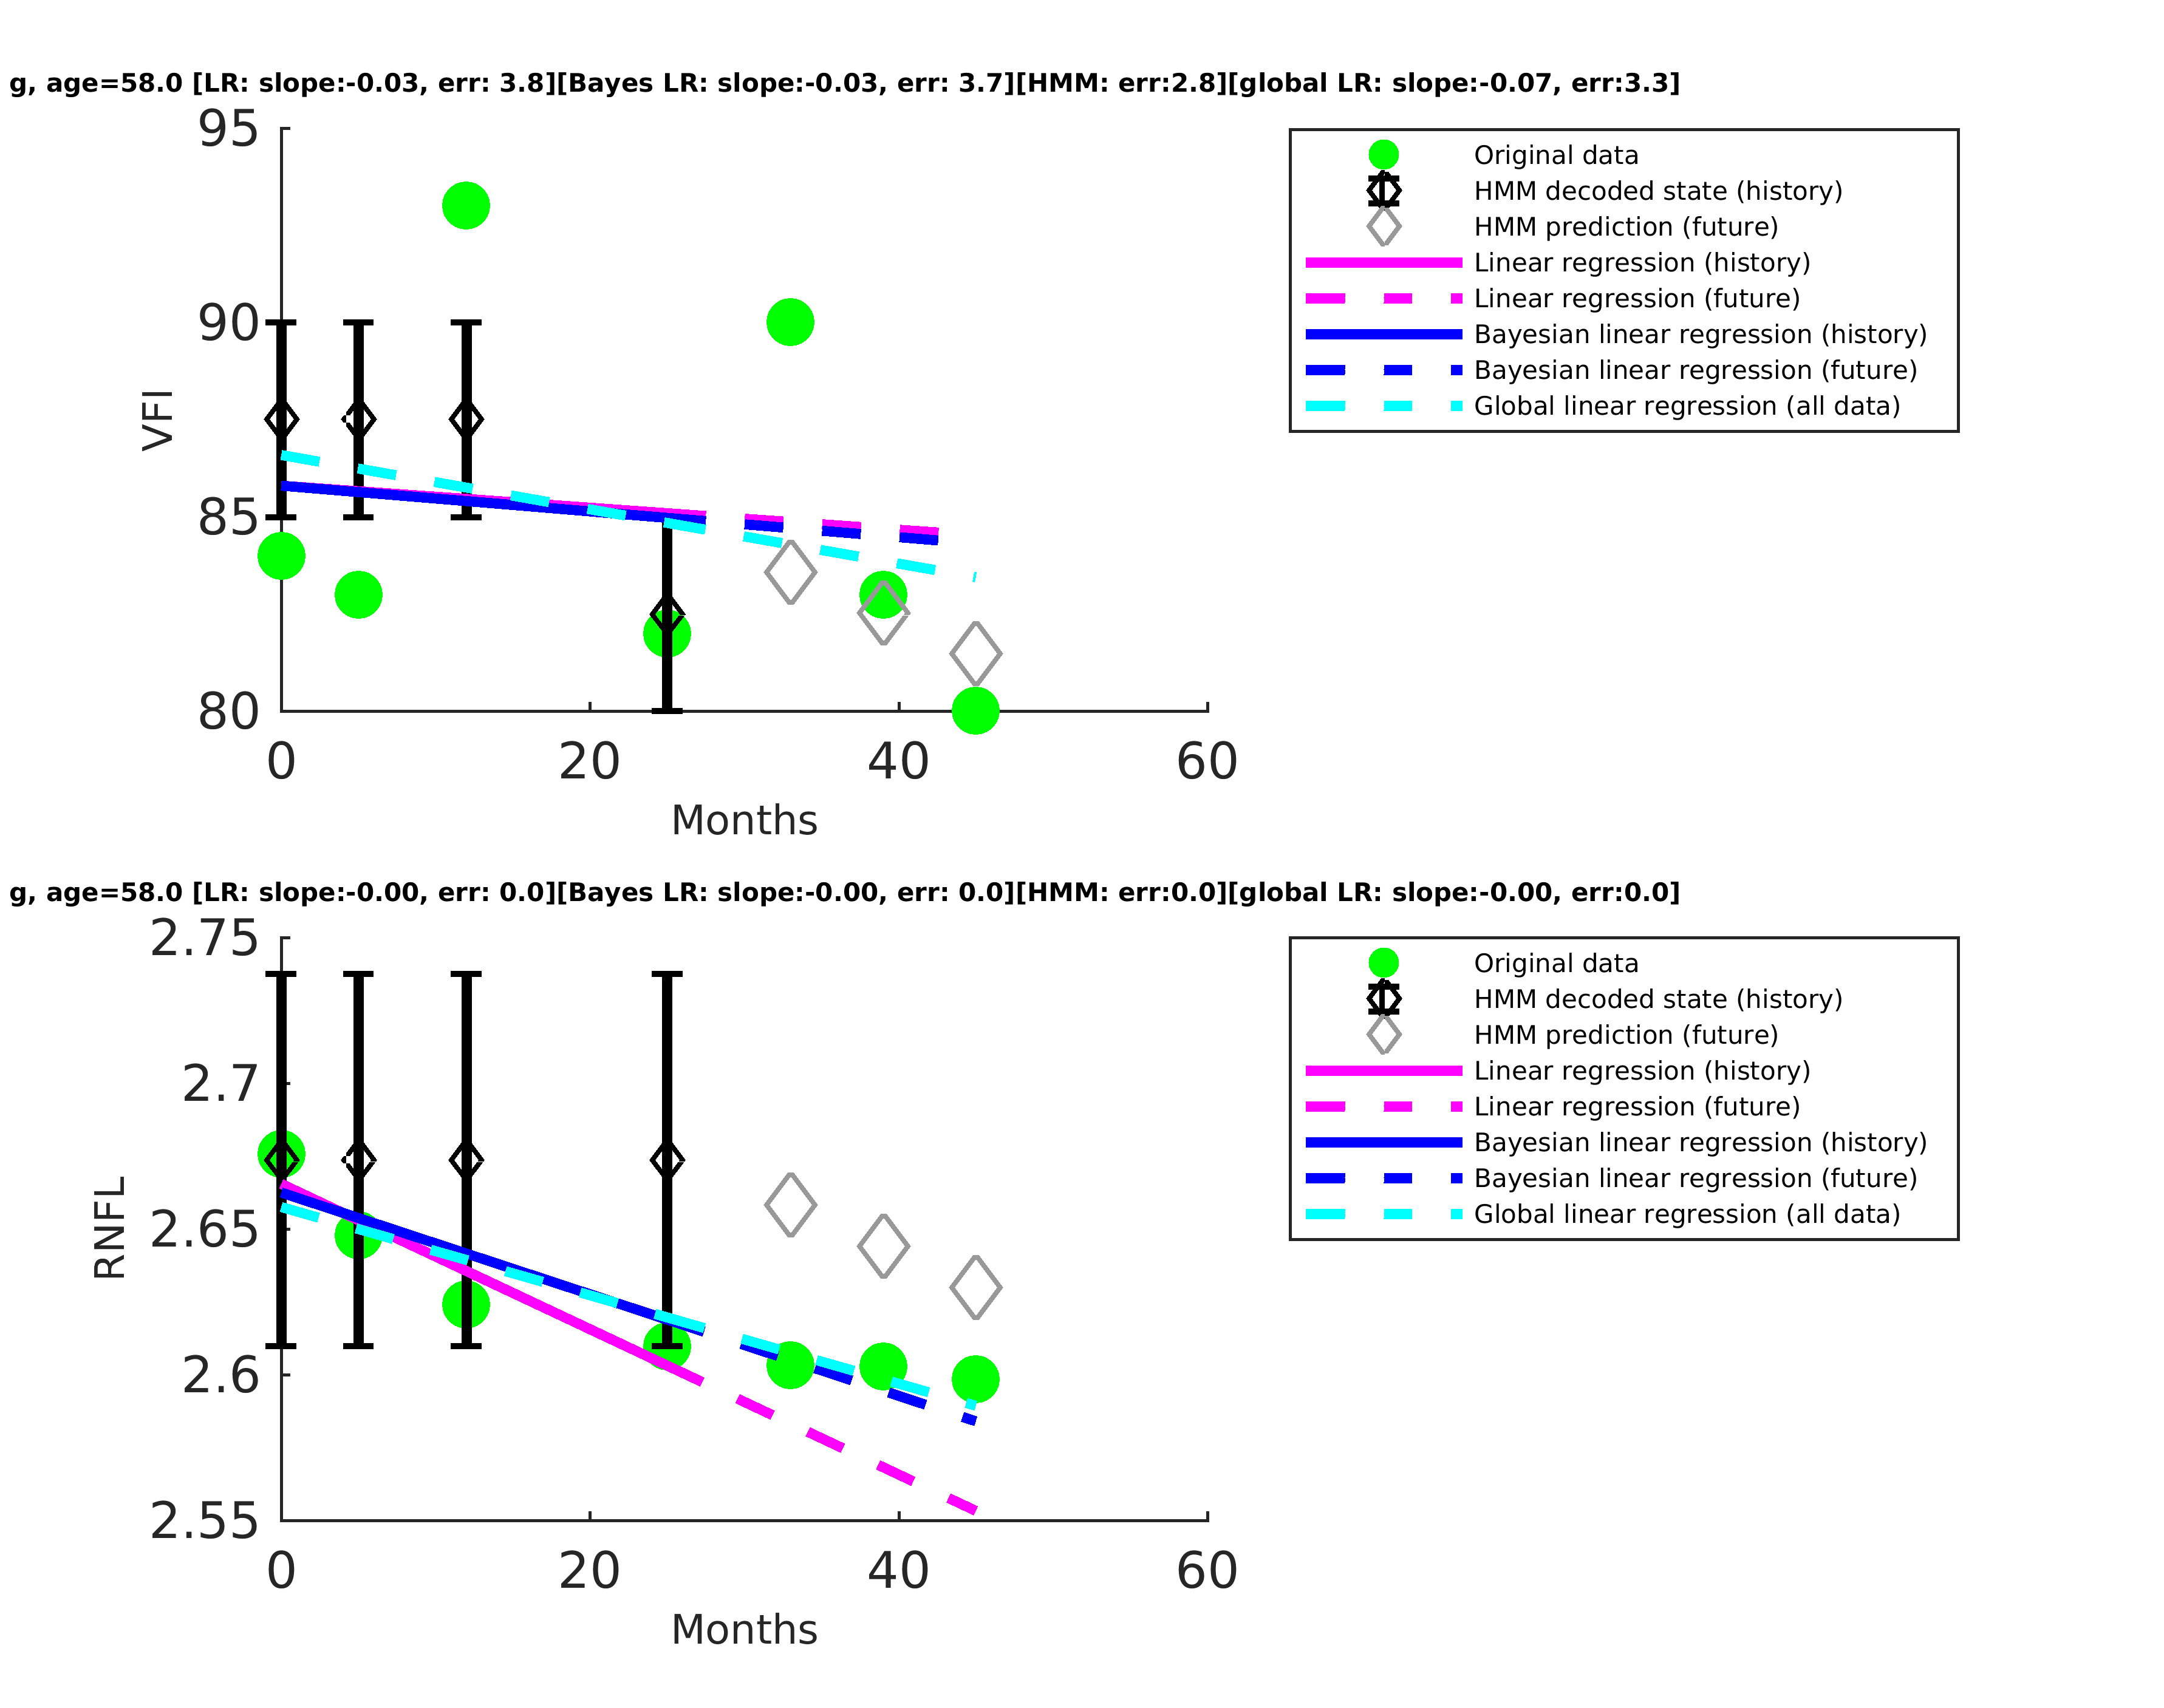 g, age=58.0 [LR: slope:-0.03, err: 3.8][Bayes LR: slope:-0.03, err: 3.7][HMM: err:2.8][global LR: slope:-0.07, err:3.3]
95
90
85
80
VFI
0 20 40 60
Months
Original data
HMM decoded state (history)
HMM prediction (future)
Linear regression (history)
Linear regression (future)
Bayesian linear regression (history)
Bayesian linear regression (future)
Global linear regression (all data)
g, age=58.0 [LR: slope:-0.00, err: 0.0][Bayes LR: slope:-0.00, err: 0.0][HMM: err:0.0][global LR: slope:-0.00, err:0.0]
2.75
2.7
2.65
2.6
2.55
RNFL
0 20 40 60
Months
Original data
HMM decoded state (history)
HMM prediction (future)
Linear regression (history)
Linear regression (future)
Bayesian linear regression (history)
Bayesian linear regression (future)
Global linear regression (all data)